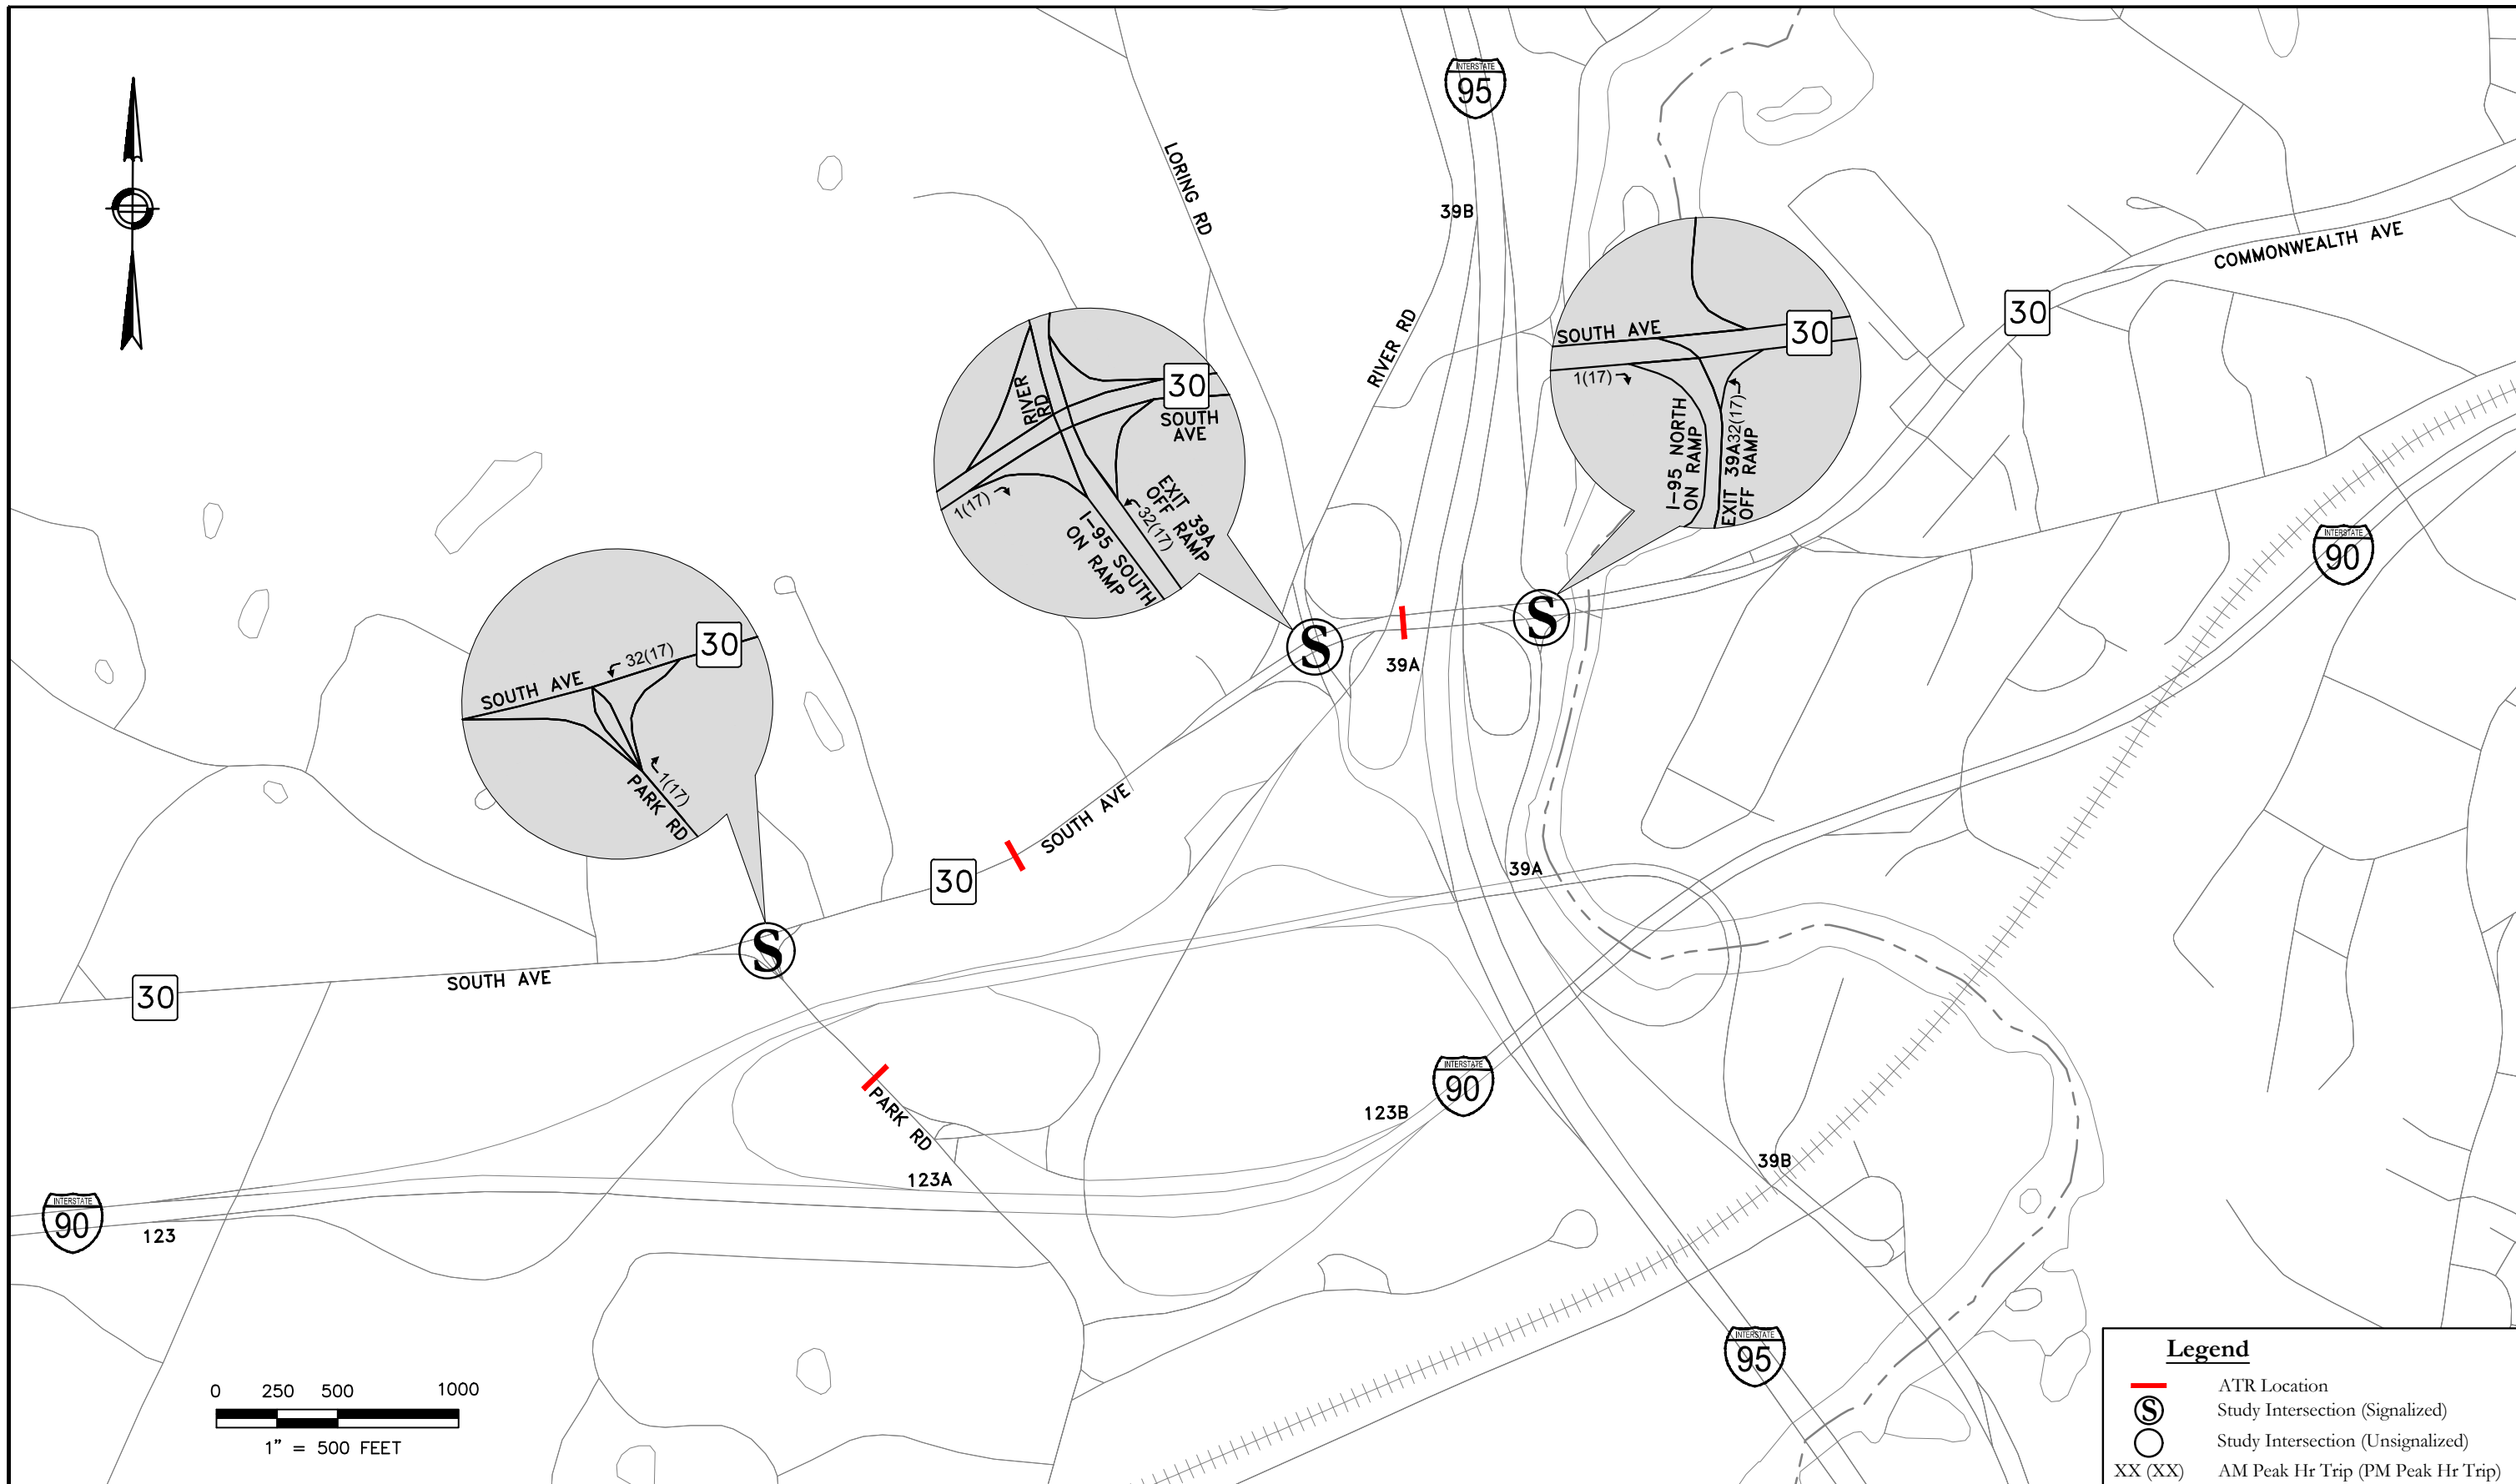 INTERSTATE
95
LORING RD
39B
RIVER RD
COMMONWEALTH AVE
30
SOUTH AVE
30
1(17)
32(17)
I-95 NORTH
ON RAMP
EXIT 39A
OFF RAMP
RIVER
RD
30
SOUTH
AVE
1(17)
32(17)
EXIT 39A
OFF RAMP
I-95 SOUTH
ON RAMP
INTERSTATE
90
S
S
39A
30
32(17)
SOUTH AVE
1(17)
PARK RD
SOUTH AVE
30
39A
S
SOUTH AVE
30
INTERSTATE
90
PARK RD
123B
123A
39B
INTERSTATE
90
123
INTERSTATE
95
0 250 500 1000
1" = 500 FEET
Legend
ATR Location
S Study Intersection (Signalized)
Study Intersection (Unsignalized)
XX (XX) AM Peak Hr Trip (PM Peak Hr Trip)